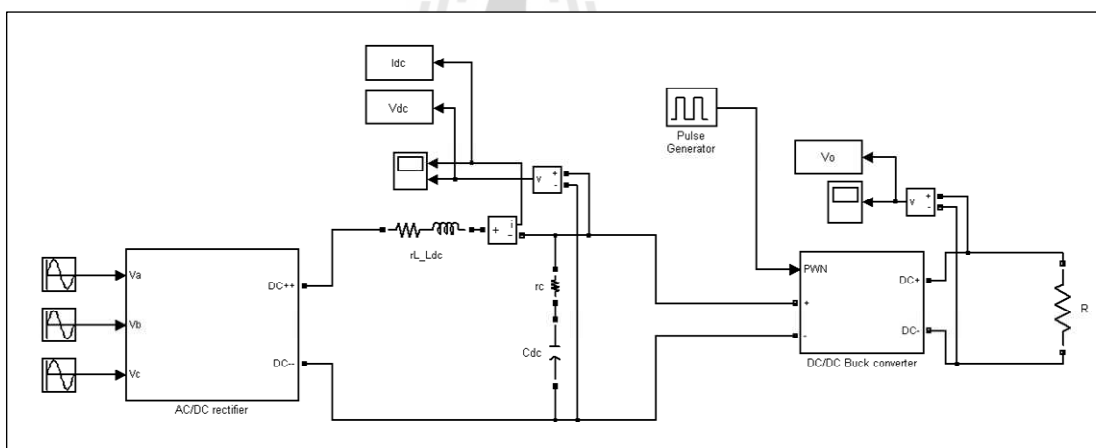 Idc
Vdc
Pulse
Generator
Vo
v
+
-
v
+
-
+
i
-
rL_Ldc
Va
Vb
Vc
DC++
DC--
AC/DC rectifier
rc
Cdc
PWN
+
-
DC+
DC-
DC/DC Buck converter
R